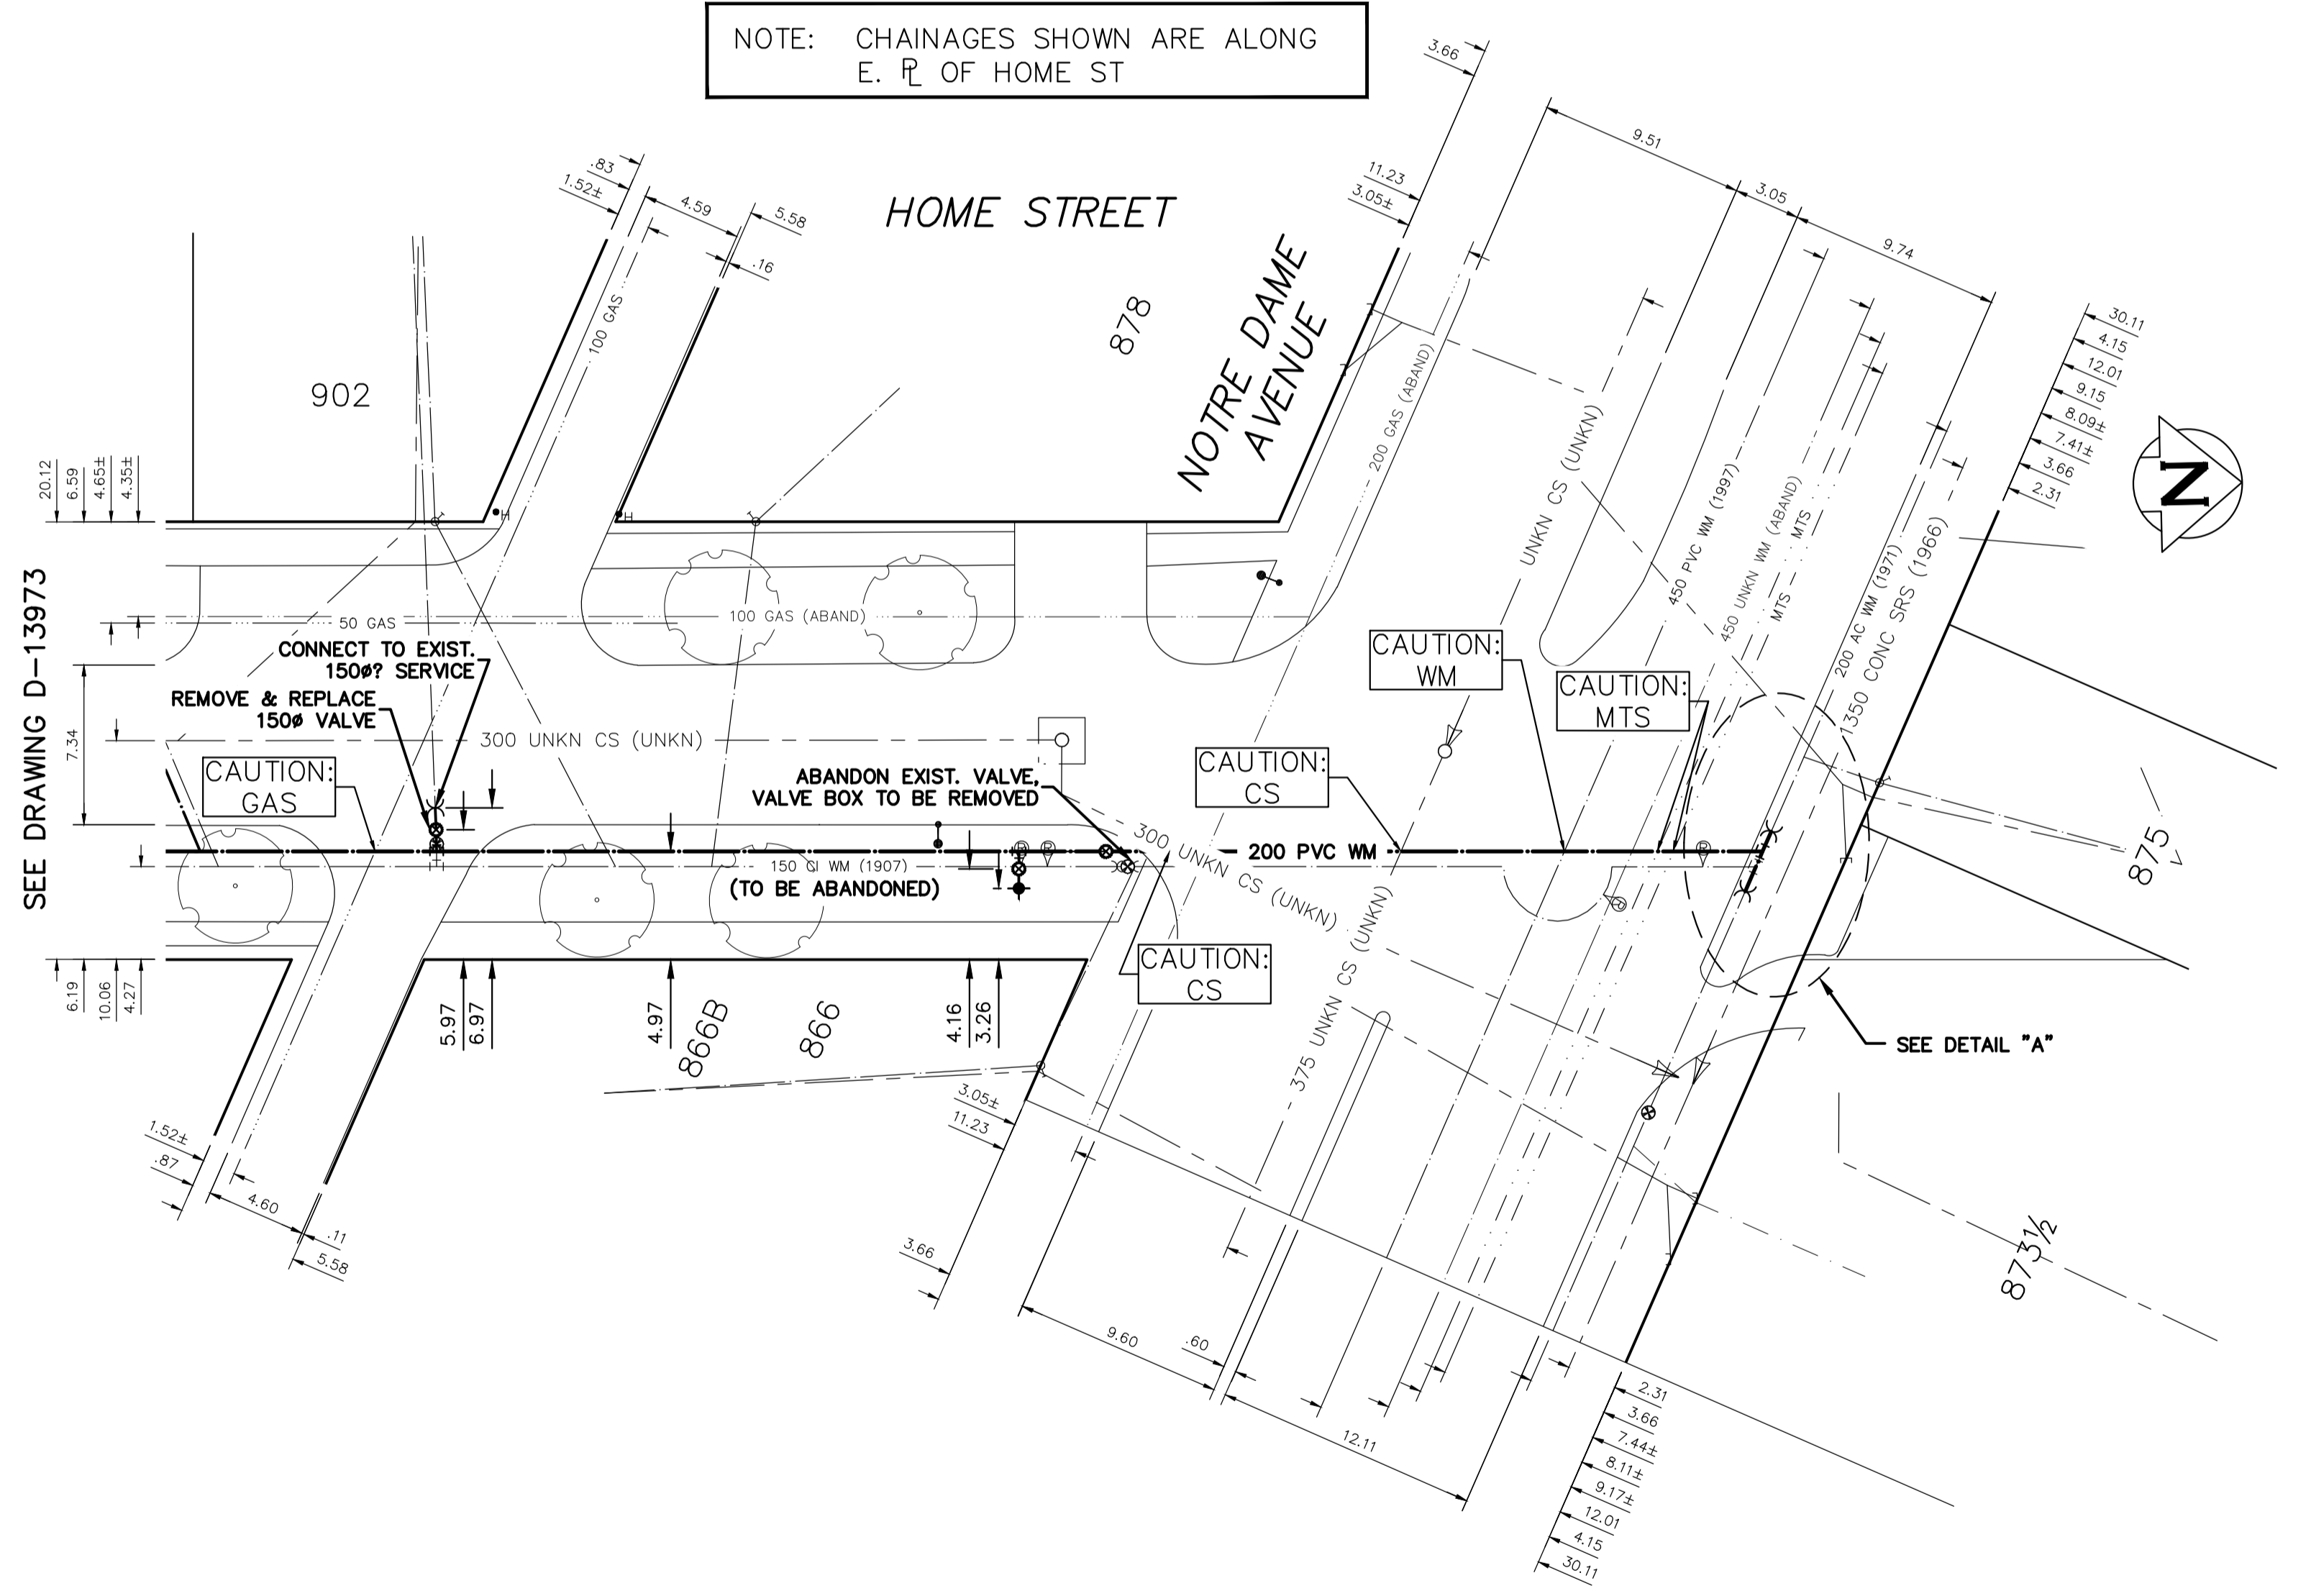 NOTE: CHAINAGES SHOWN ARE ALONG
E. PL OF HOME ST
3.66
9.51
3.05
9.74
.83
1.52±
4.59
5.58
.16
HOME STREET
11.23
3.05±
NOTRE DAME
AVENUE
878
902
100 GAS
200 GAS (ABAND)
30.11
4.15
12.01
9.15
8.09±
7.41±
3.66
2.31
N
20.12
6.59
4.65±
4.35±
H
H
UNKN CS (UNKN)
450 PVC WM (1997)
450 UNKN WM (ABAND)
MTS
MTS
MTS
200 AC WM (1971)
1350 CONC SRS (1966)
SEE DRAWING D-13973
50 GAS
100 GAS (ABAND)
CONNECT TO EXIST.
150ø? SERVICE
REMOVE & REPLACE
150ø VALVE
7.34
300 UNKN CS (UNKN)
CAUTION:
GAS
CAUTION:
WM
CAUTION:
MTS
CAUTION:
CS
ABANDON EXIST. VALVE,
VALVE BOX TO BE REMOVED
300 UNKN CS (UNKN)
200 PVC WM
150 CI WM (1907)
(TO BE ABANDONED)
R
R
R
R
875
CAUTION:
CS
375 UNKN CS (UNKN)
6.19
10.06
4.27
5.97
6.97
4.97
866B
866
4.16
3.26
SEE DETAIL "A"
873½
1.52±
.87
4.60
.11
5.58
3.05±
11.23
3.66
9.60
.60
12.11
2.31
3.66
7.44±
8.11±
9.17±
12.01
4.15
30.11